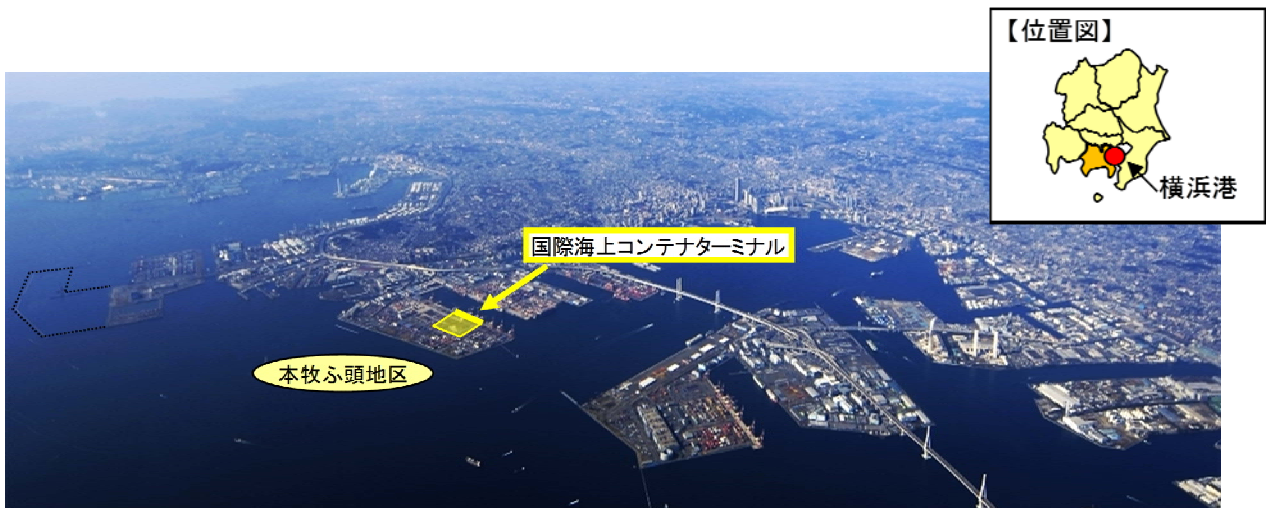 【位置図】
横浜港
国際海上コンテナターミナル
本牧ふ頭地区